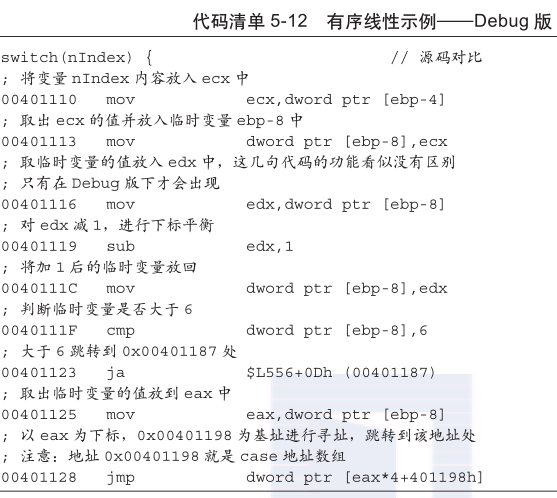 代码清单 5-12 有序线性示例——Debug 版
switch(nIndex) { // 源码对比
; 将变量 nIndex 内容放入 ecx 中
00401110 mov ecx,dword ptr [ebp-4]
; 取出 ecx 的值并放入临时变量 ebp-8 中
00401113 mov dword ptr [ebp-8],ecx
; 取临时变量的值放入 edx 中，这几句代码的功能看似没有区别
; 只有在 Debug 版下才会出现
00401116 mov edx,dword ptr [ebp-8]
; 对 edx 减 1，进行下标平衡
00401119 sub edx,1
; 将加 1 后的临时变量放回
0040111C mov dword ptr [ebp-8],edx
; 判断临时变量是否大于 6
0040111F cmp dword ptr [ebp-8],6
; 大于 6 跳转到 0x00401187 处
00401123 ja $L556+0Dh (00401187)
; 取出临时变量的值放到 eax 中
00401125 mov eax,dword ptr [ebp-8]
; 以 eax 为下标，0x00401198 为基址进行寻址，跳转到该地址处
; 注意：地址 0x00401198 就是 case 地址数组
00401128 jmp dword ptr [eax*4+401198h]